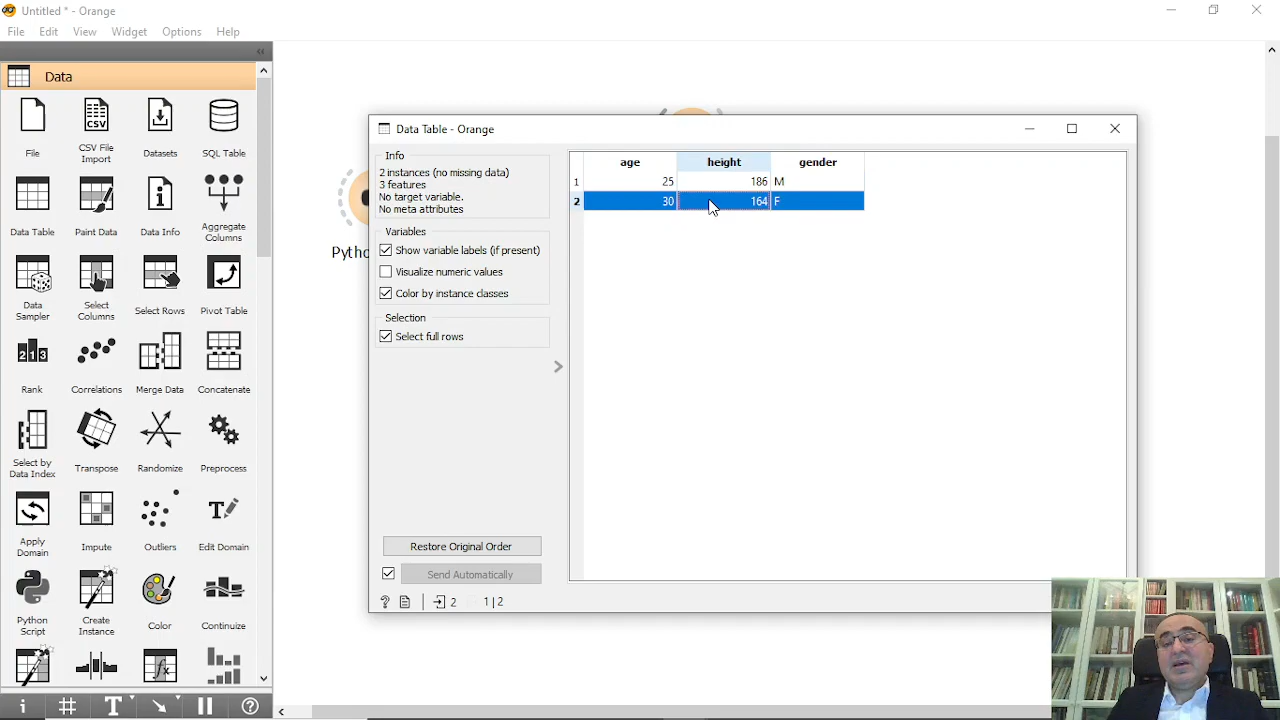 Untitled * - Orange
File Edit View Widget Options Help
Data
File
CSV File
Import
Datasets
SQL Table
Data Table
Paint Data
Data Info
Aggregate
Columns
Data
Sampler
Select
Columns
Select Rows
Pivot Table
Rank
Correlations
Merge Data
Concatenate
Select by
Data Index
Transpose
Randomize
Preprocess
Apply
Domain
Impute
Outliers
Edit Domain
Python
Script
Create
Instance
Color
Continuize
Pytho
Data Table - Orange
Info
2 instances (no missing data)
3 features
No target variable.
No meta attributes
Variables
Show variable labels (if present)
Visualize numeric values
Color by instance classes
Selection
Select full rows
Restore Original Order
Send Automatically
2 1|2
age height gender
1 25 186 M
2 30 164 F